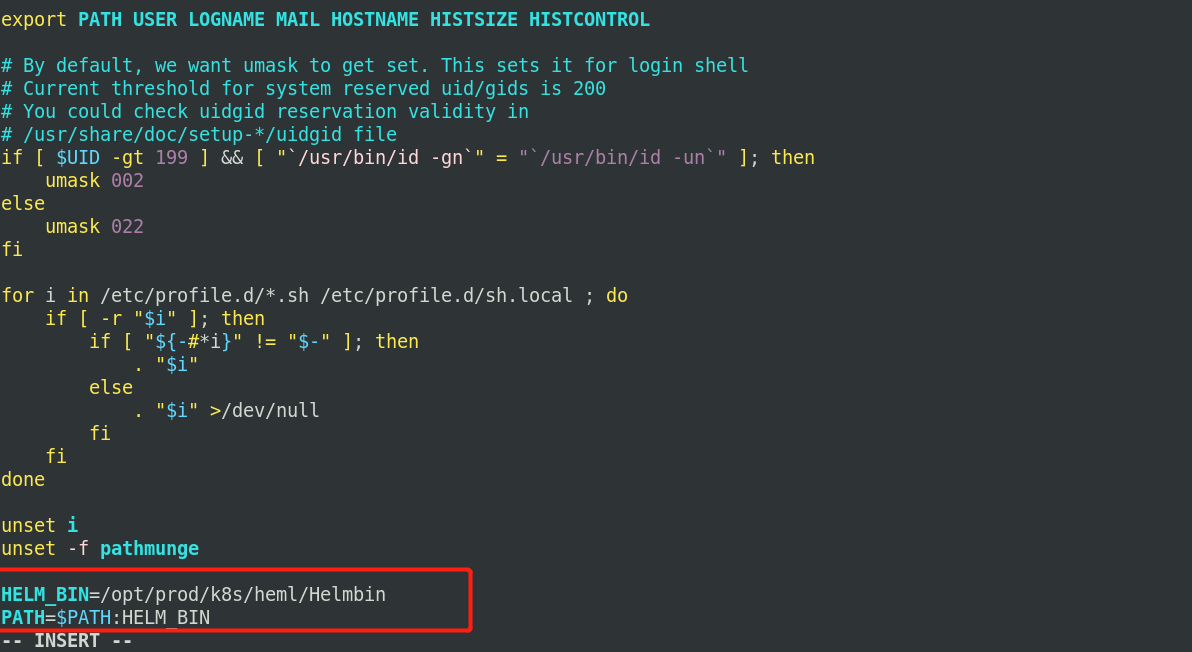 export PATH USER LOGNAME MAIL HOSTNAME HISTSIZE HISTCONTROL

# By default, we want umask to get set. This sets it for login shell
# Current threshold for system reserved uid/gids is 200
# You could check uidgid reservation validity in
# /usr/share/doc/setup-*/uidgid file
if [ $UID -gt 199 ] && [ "`/usr/bin/id -gn`" = "`/usr/bin/id -un`" ]; then
    umask 002
else
    umask 022
fi

for i in /etc/profile.d/*.sh /etc/profile.d/sh.local ; do
    if [ -r "$i" ]; then
        if [ "${-#*i}" != "$-" ]; then
            . "$i"
        else
            . "$i" >/dev/null
        fi
    fi
done

unset i
unset -f pathmunge

HELM_BIN=/opt/prod/k8s/heml/Helmbin
PATH=$PATH:HELM_BIN
-- INSERT --